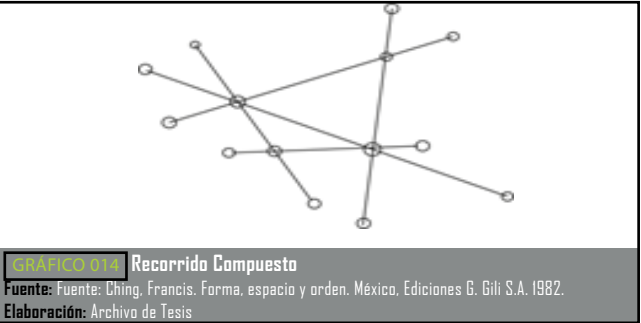 GRÁFICO 014 Recorrido Compuesto
Fuente: Fuente: Ching, Francis. Forma, espacio y orden. México, Ediciones G. Gili S.A. 1982.
Elaboración: Archivo de Tesis